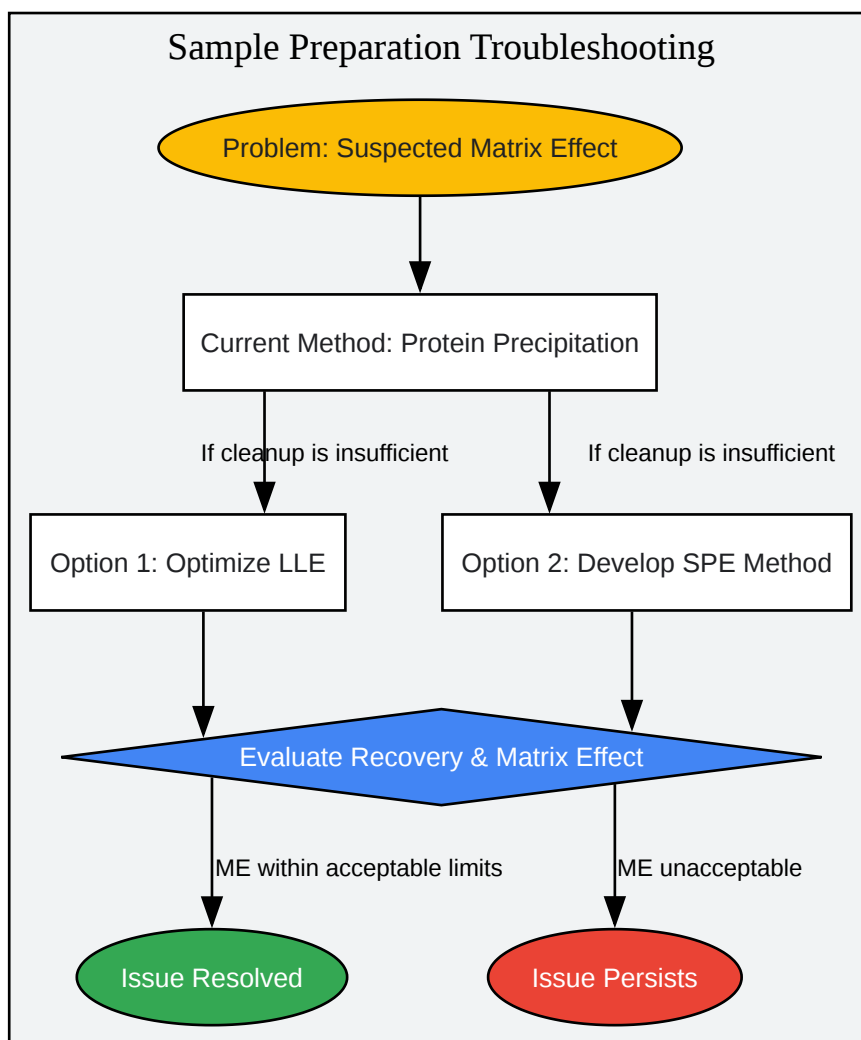 Sample Preparation Troubleshooting
Problem: Suspected Matrix Effect
Current Method: Protein Precipitation
If cleanup is insufficient
If cleanup is insufficient
Option 1: Optimize LLE
Option 2: Develop SPE Method
Evaluate Recovery & Matrix Effect
ME within acceptable limits
ME unacceptable
Issue Resolved
Issue Persists